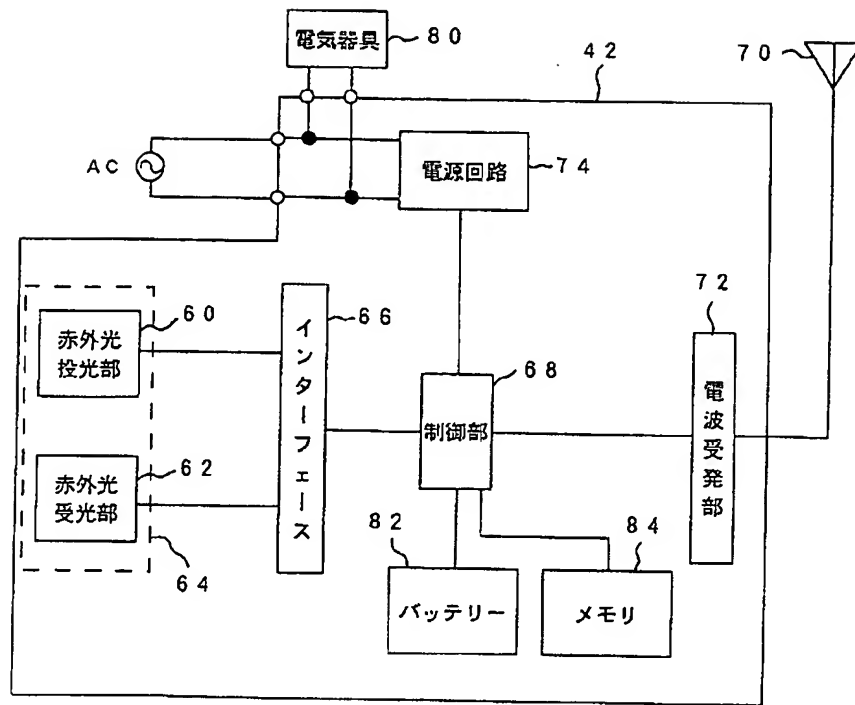 電気器具
80
70
42
AC
電源回路
74
60
66
72
赤外光
投光部
インターフェース
68
電波受発部
制御部
62
赤外光
受光部
82
84
64
バッテリー
メモリ